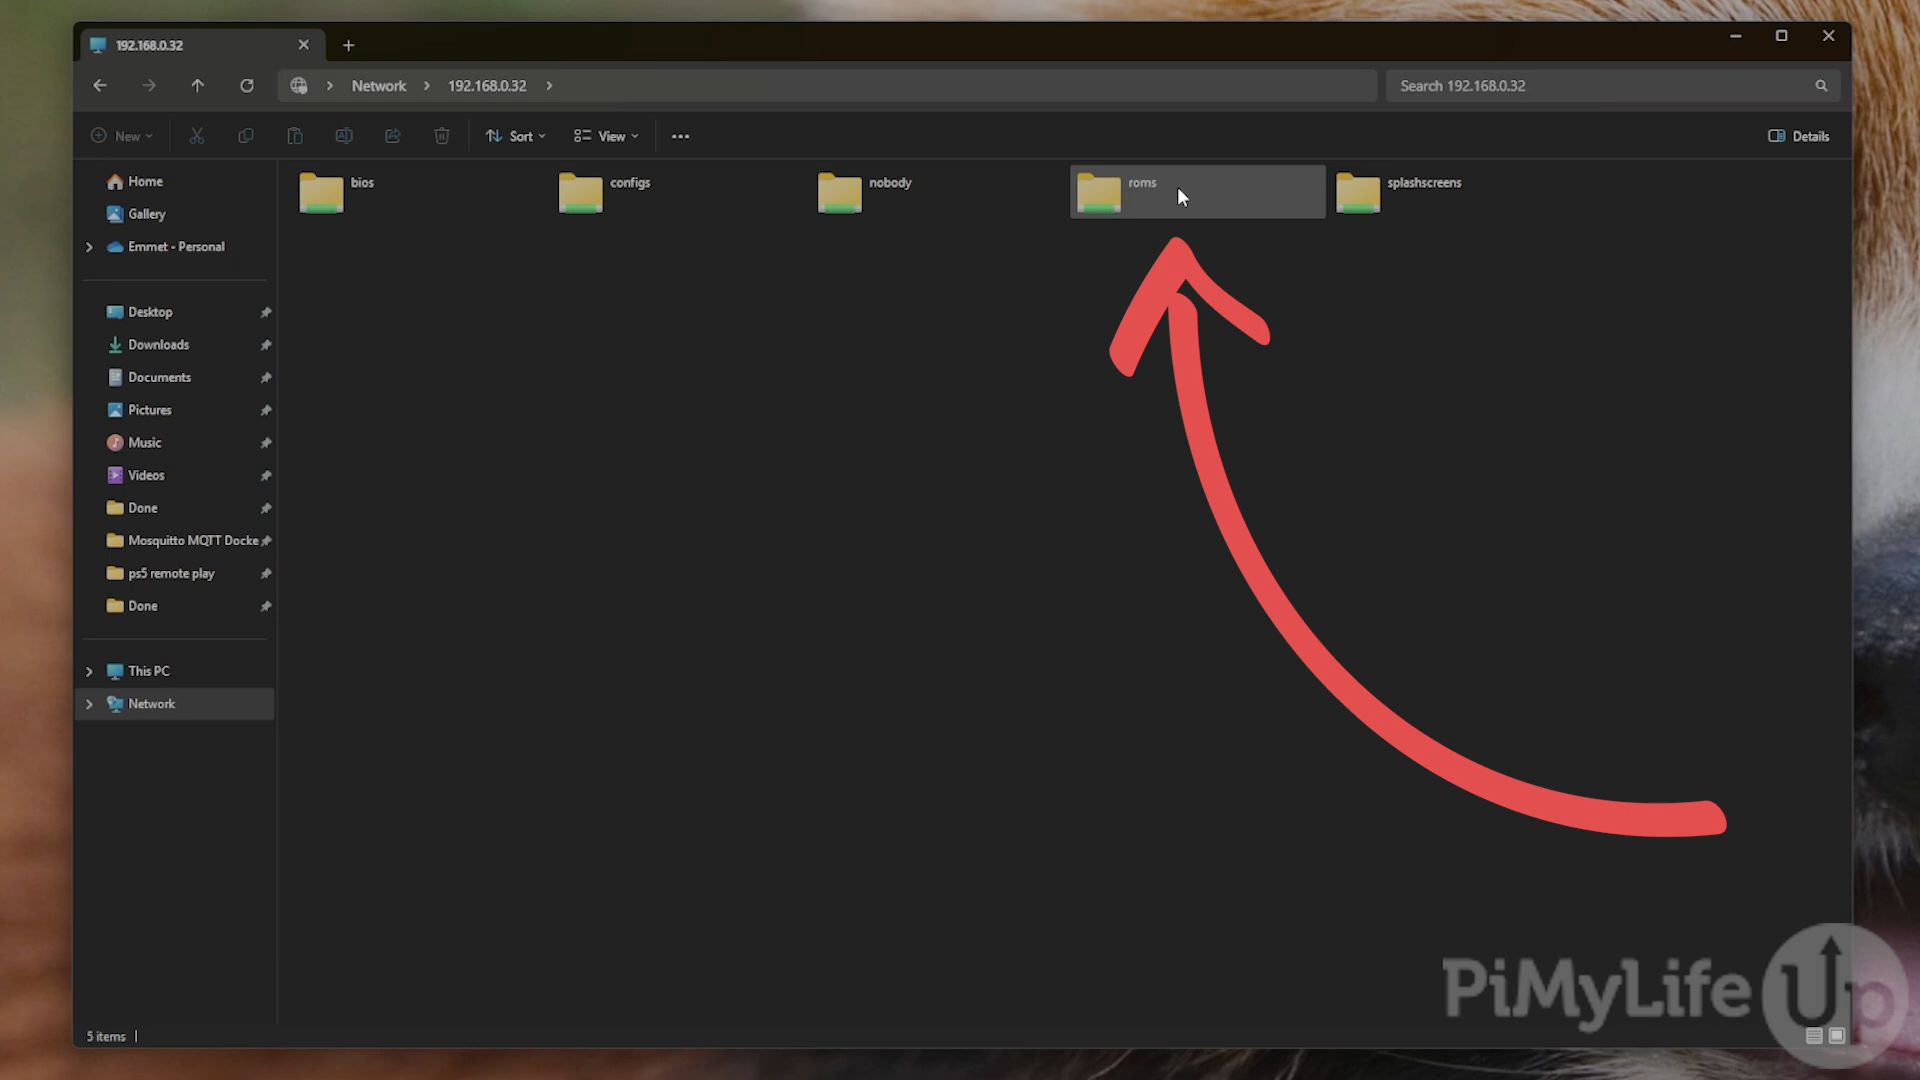 192.168.0.32
Network
192.168.0.32
Search 192.168.0.32
New
Sort
View
Details
Home
Gallery
Emmet - Personal
Desktop
Downloads
Documents
Pictures
Music
Videos
Done
Mosquitto MQTT Docke
ps5 remote play
Done
This PC
Network
bios
configs
nobody
roms
splashscreens
5 items
PiMyLifeUp